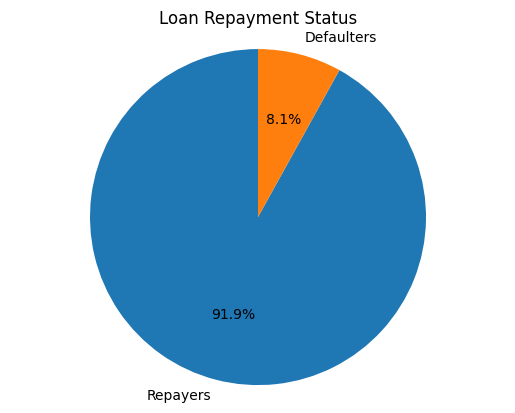 Loan Repayment Status
Defaulters
8.1%
91.9%
Repayers